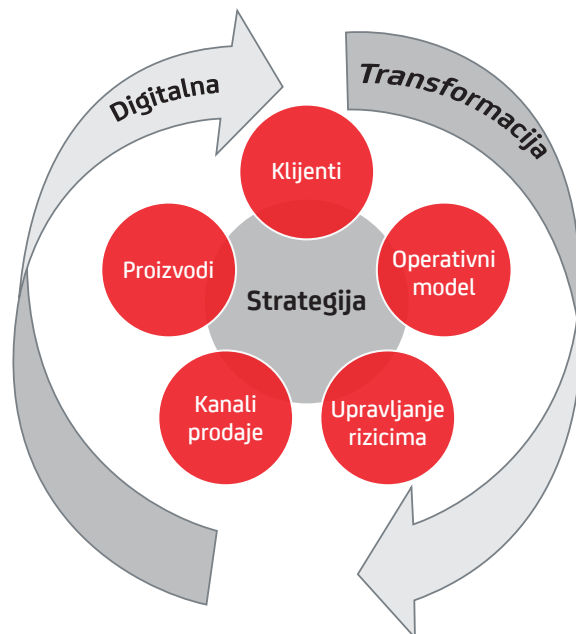 Digitalna
Transformacija
Klijenti
Proizvodi
Operativni
model
Strategija
Kanali
prodaje
Upravljanje
rizicima